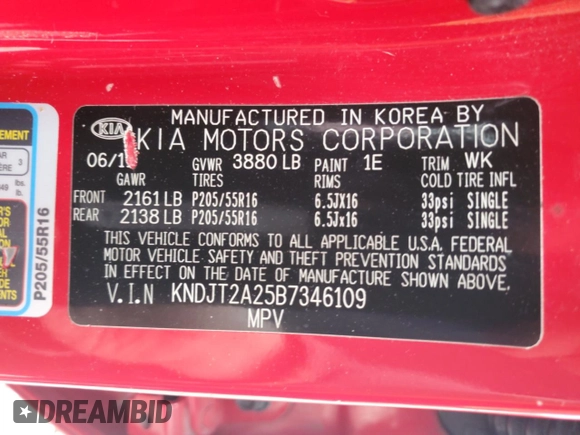 MANUFACTURED IN KOREA BY
KIA KIA MOTORS CORPORATION
06/1 GVWR 3880 LB PAINT 1E TRIM WK
GAWR TIRES RIMS COLD TIRE INFL
FRONT 2161 LB P205/55R16 6.5JX16 33psi SINGLE
REAR 2138 LB P205/55R16 6.5Jx16 33psi SINGLE
THIS VEHICLE CONFORMS TO ALL APPLICABLE U.S.A. FEDERAL
MOTOR VEHICLE SAFETY AND THEFT PREVENTION STANDARDS
IN EFFECT ON THE DATE OF MANUFACTURE SHOWN ABOVE.
V.I.N KNDJT2A25B7346109
MPV
P205/55R16
DREAMBID